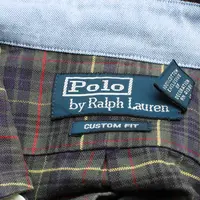 Polo
by Ralph Lauren
CUSTOM FIT